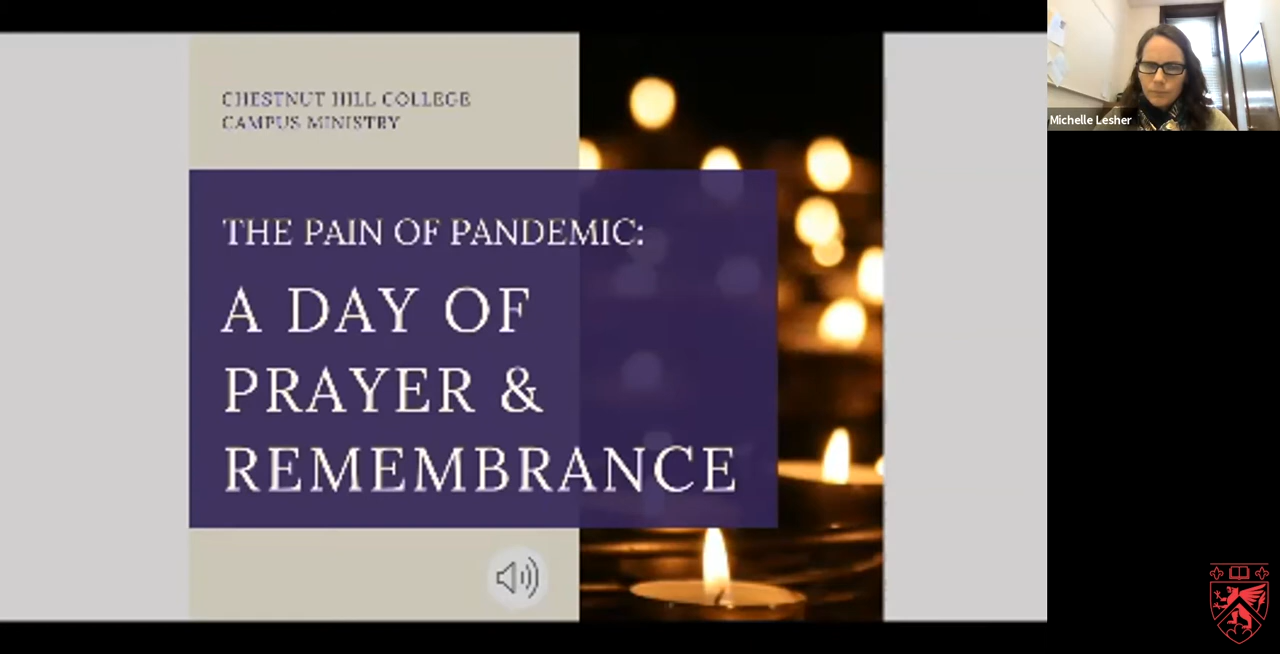 CHESTNUT HILL COLLEGE
CAMPUS MINISTRY
THE PAIN OF PANDEMIC:
A DAY OF
PRAYER &
REMEMBRANCE
Michelle Lesher